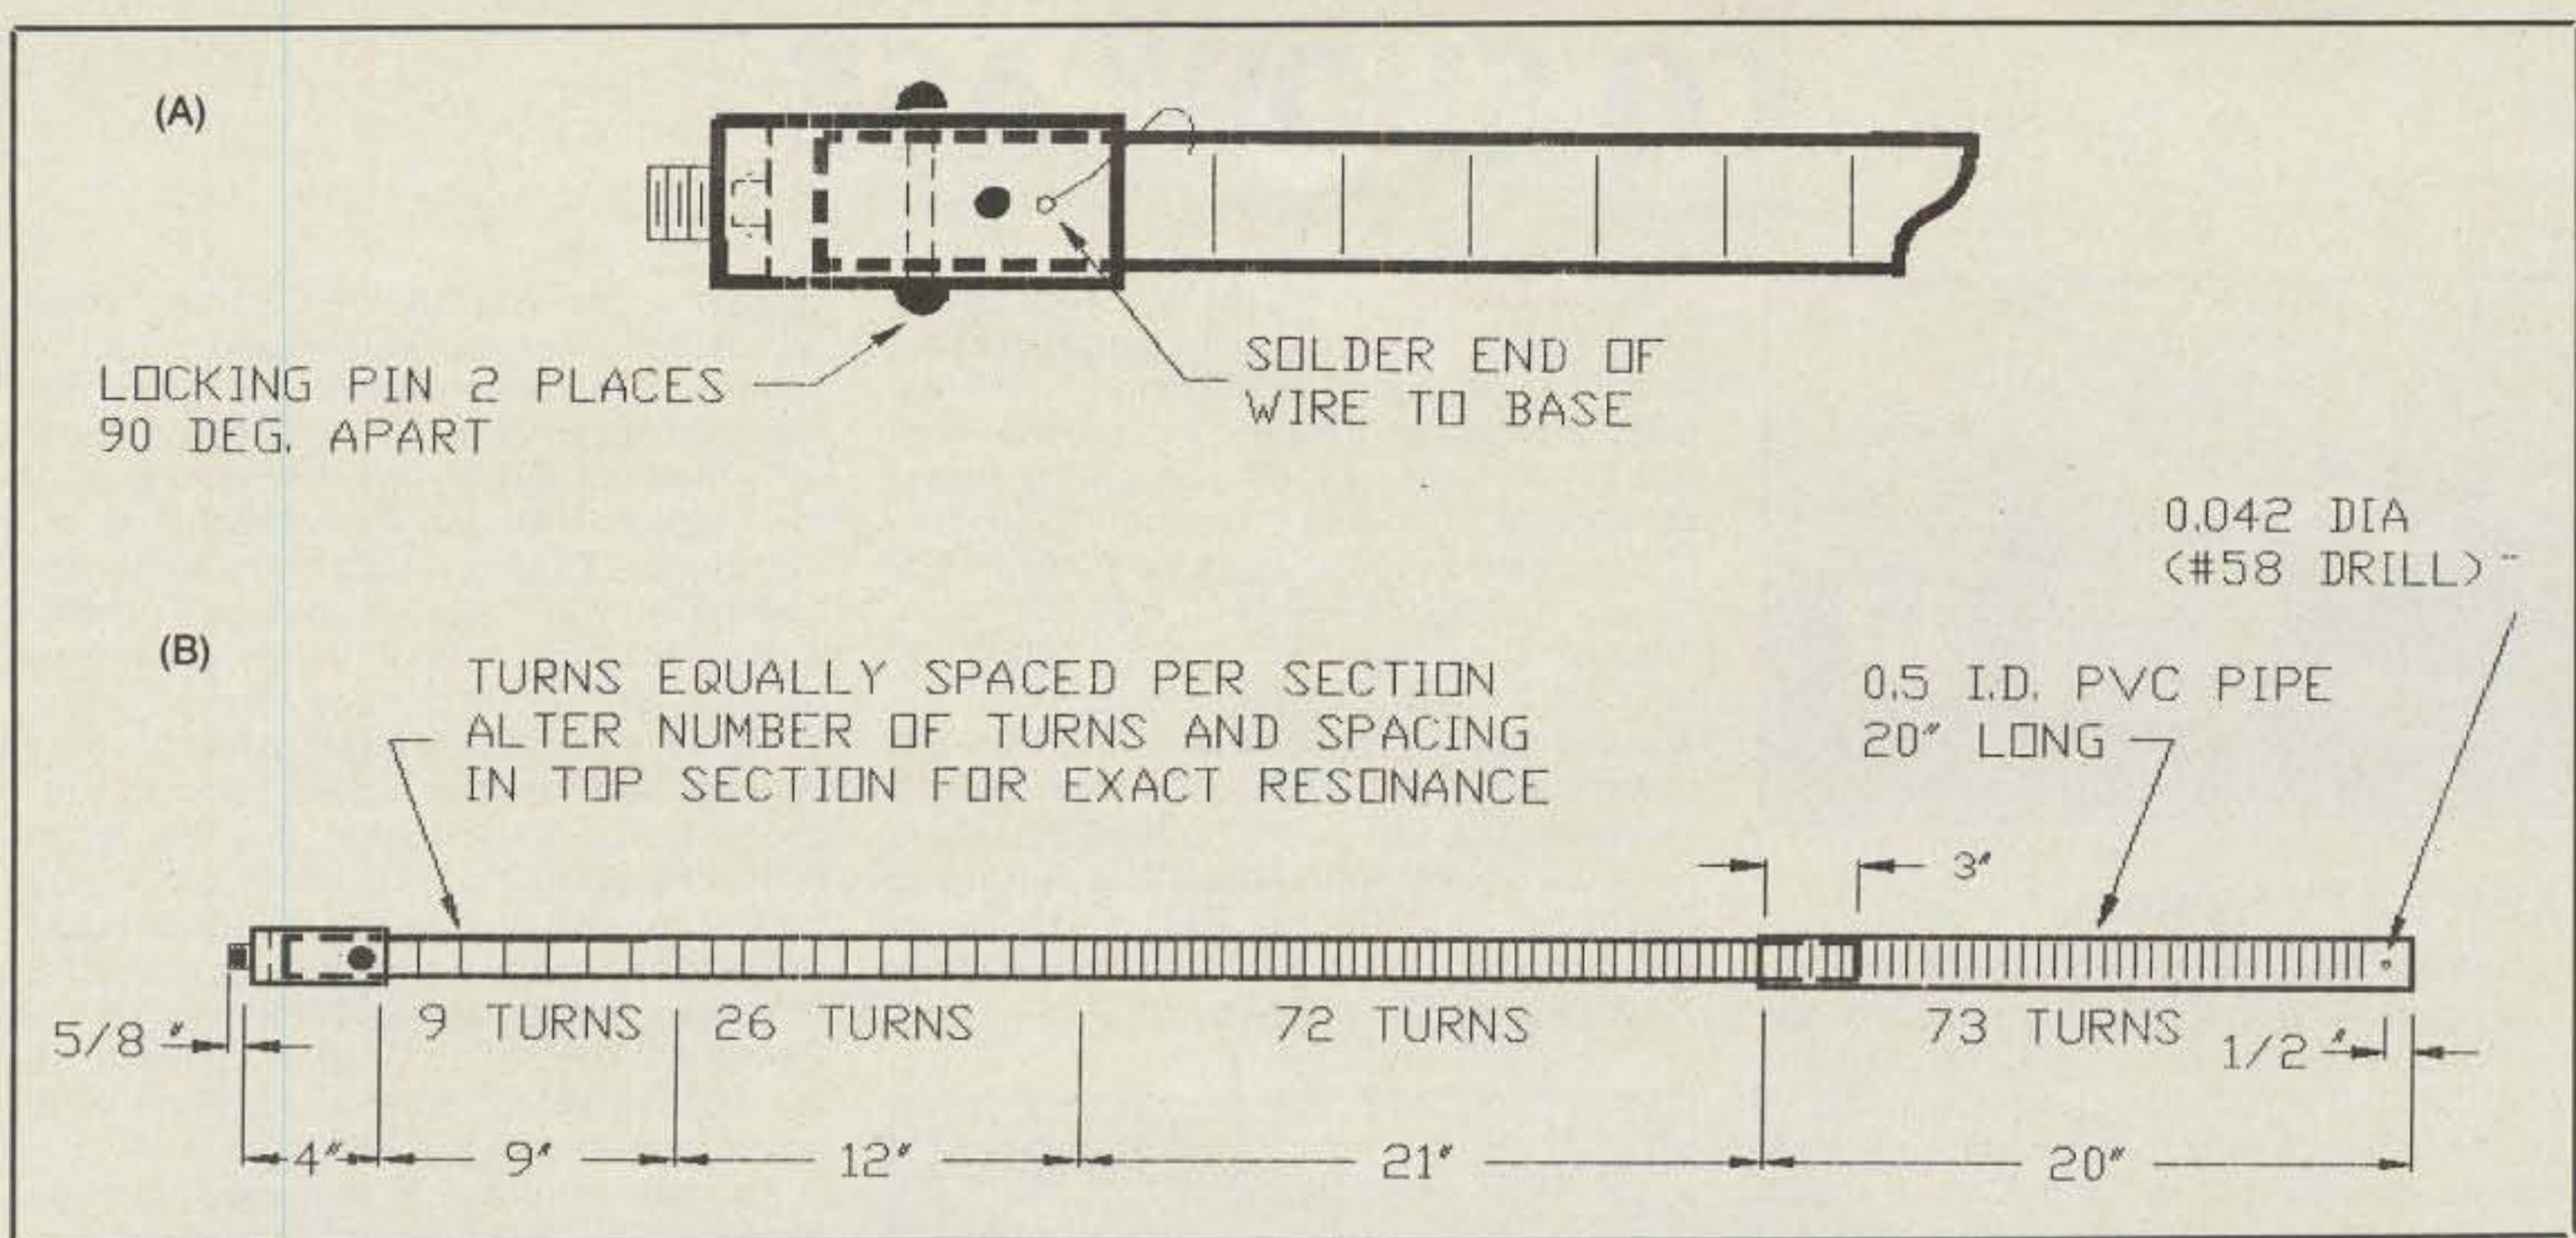 (A)
LOCKING PIN 2 PLACES
90 DEG. APART
SOLDER END OF
WIRE TO BASE
0.042 DIA
(#58 DRILL)
(B)
TURNS EQUALLY SPACED PER SECTION
ALTER NUMBER OF TURNS AND SPACING
IN TOP SECTION FOR EXACT RESONANCE
0.5 I.D. PVC PIPE
20" LONG
3"
9 TURNS
26 TURNS
72 TURNS
73 TURNS
5/8"
1/2"
4"
9"
12"
21"
20"